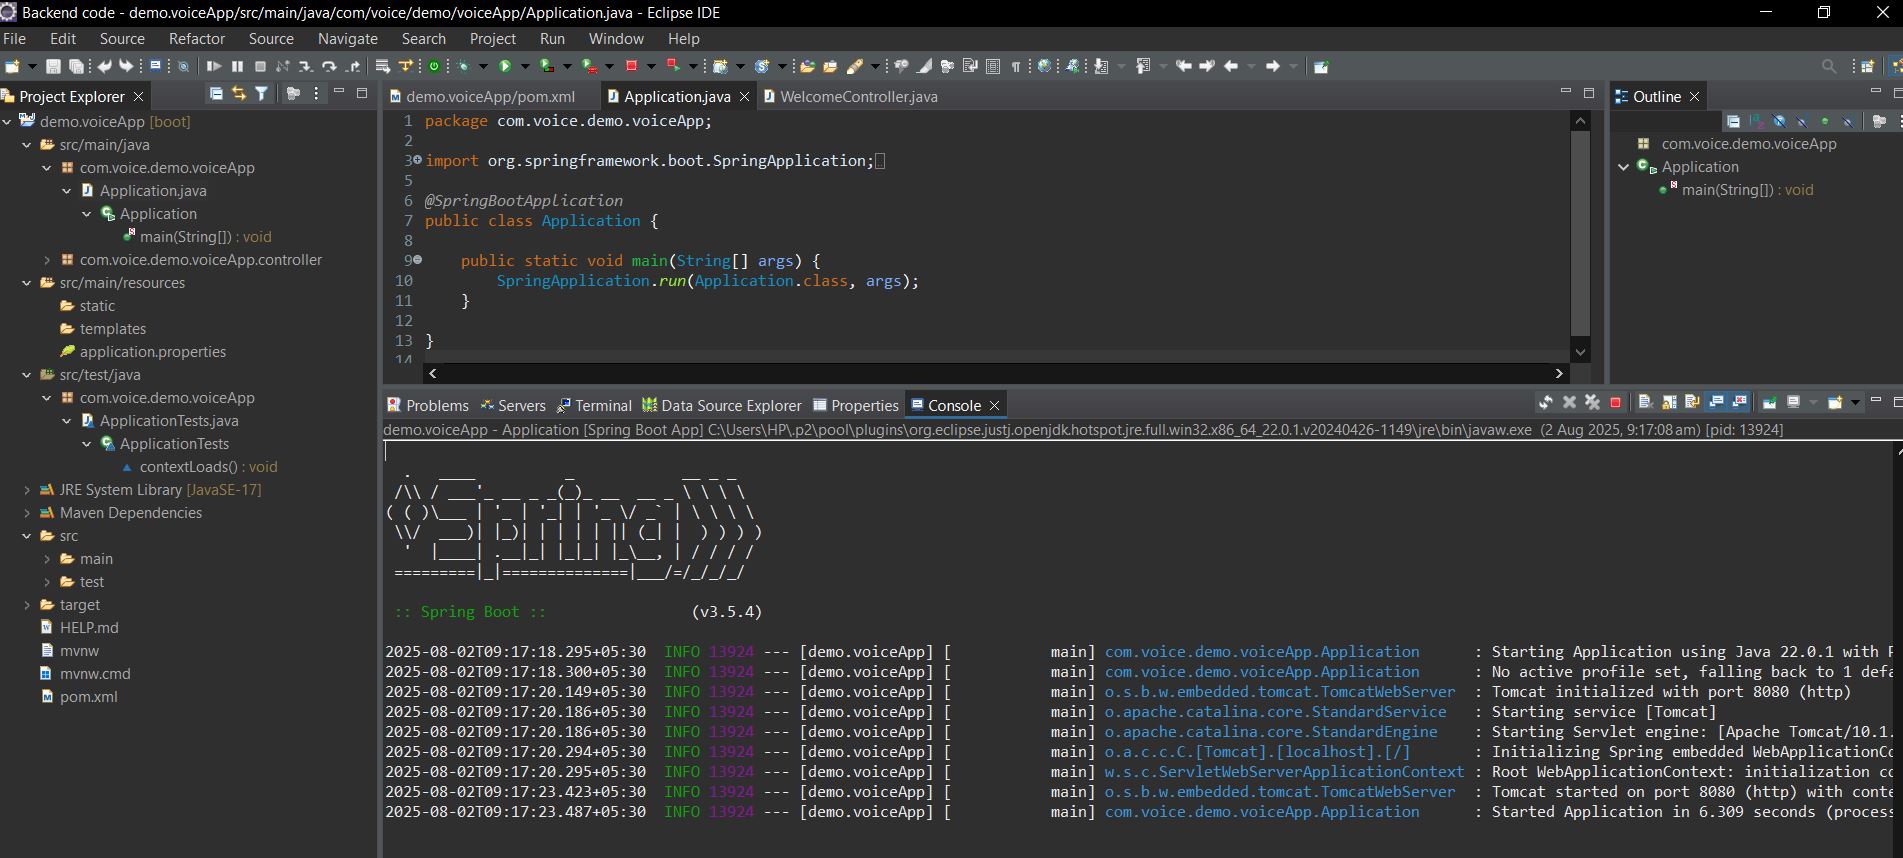 Backend code - demo.voiceApp/src/main/java/com/voice/demo/voiceApp/Application.java - Eclipse IDE
File Edit Source Refactor Source Navigate Search Project Run Window Help
Project Explorer
demo.voiceApp [boot]
src/main/java
com.voice.demo.voiceApp
Application.java
Application
main(String[]) : void
com.voice.demo.voiceApp.controller
src/main/resources
static
templates
application.properties
src/test/java
com.voice.demo.voiceApp
ApplicationTests.java
ApplicationTests
contextLoads() : void
JRE System Library [JavaSE-17]
Maven Dependencies
src
main
test
target
HELP.md
mvnw
mvnw.cmd
pom.xml
demo.voiceApp/pom.xml Application.java WelcomeController.java
1 package com.voice.demo.voiceApp;
2
3 import org.springframework.boot.SpringApplication;
5
6 @SpringBootApplication
7 public class Application {
8
9 public static void main(String[] args) {
10 SpringApplication.run(Application.class, args);
11 }
12
13 }
14
Outline
com.voice.demo.voiceApp
Application
main(String[]) : void
Problems Servers Terminal Data Source Explorer Properties Console
demo.voiceApp - Application [Spring Boot App] C:\Users\HP\.p2\pool\plugins\org.eclipse.justj.openjdk.hotspot.jre.full.win32.x86_64_22.0.1.v20240426-1149\jre\bin\javaw.exe (2 Aug 2025, 9:17:08 am) [pid: 13924]
Spring
:: Spring Boot :: (v3.5.4)
2025-08-02T09:17:18.295+05:30 INFO 13924 --- [demo.voiceApp] [ main] com.voice.demo.voiceApp.Application : Starting Application using Java 22.0.1 with
2025-08-02T09:17:18.300+05:30 INFO 13924 --- [demo.voiceApp] [ main] com.voice.demo.voiceApp.Application : No active profile set, falling back to 1 defa
2025-08-02T09:17:20.149+05:30 INFO 13924 --- [demo.voiceApp] [ main] o.s.b.w.embedded.tomcat.TomcatWebServer : Tomcat initialized with port 8080 (http)
2025-08-02T09:17:20.186+05:30 INFO 13924 --- [demo.voiceApp] [ main] o.apache.catalina.core.StandardService : Starting service [Tomcat]
2025-08-02T09:17:20.186+05:30 INFO 13924 --- [demo.voiceApp] [ main] o.apache.catalina.core.StandardEngine : Starting Servlet engine: [Apache Tomcat/10.1.
2025-08-02T09:17:20.294+05:30 INFO 13924 --- [demo.voiceApp] [ main] o.a.c.c.C.[Tomcat].[localhost].[/] : Initializing Spring embedded WebApplicationCo
2025-08-02T09:17:20.295+05:30 INFO 13924 --- [demo.voiceApp] [ main] w.s.c.ServletWebServerApplicationContext : Root WebApplicationContext: initialization co
2025-08-02T09:17:23.423+05:30 INFO 13924 --- [demo.voiceApp] [ main] o.s.b.w.embedded.tomcat.TomcatWebServer : Tomcat started on port 8080 (http) with conte
2025-08-02T09:17:23.487+05:30 INFO 13924 --- [demo.voiceApp] [ main] com.voice.demo.voiceApp.Application : Started Application in 6.309 seconds (process